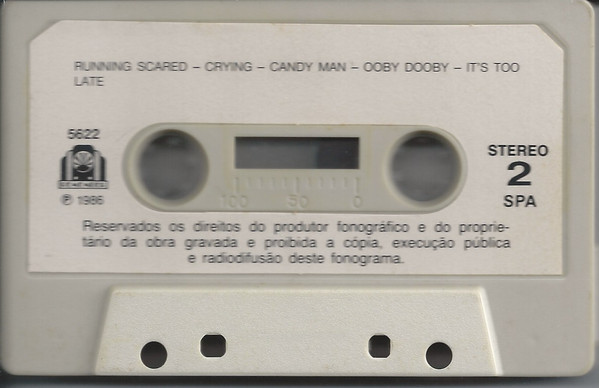 RUNNING SCARED – CRYING – CANDY MAN – OOBY DOOBY – IT'S TOO
LATE
5622
STEREO
2
SPA
℗ 1986
100 50 0
Reservados os direitos do produtor fonográfico e do proprie-
tário da obra gravada e proibida a cópia, execução pública
e radiodifusão deste fonograma.